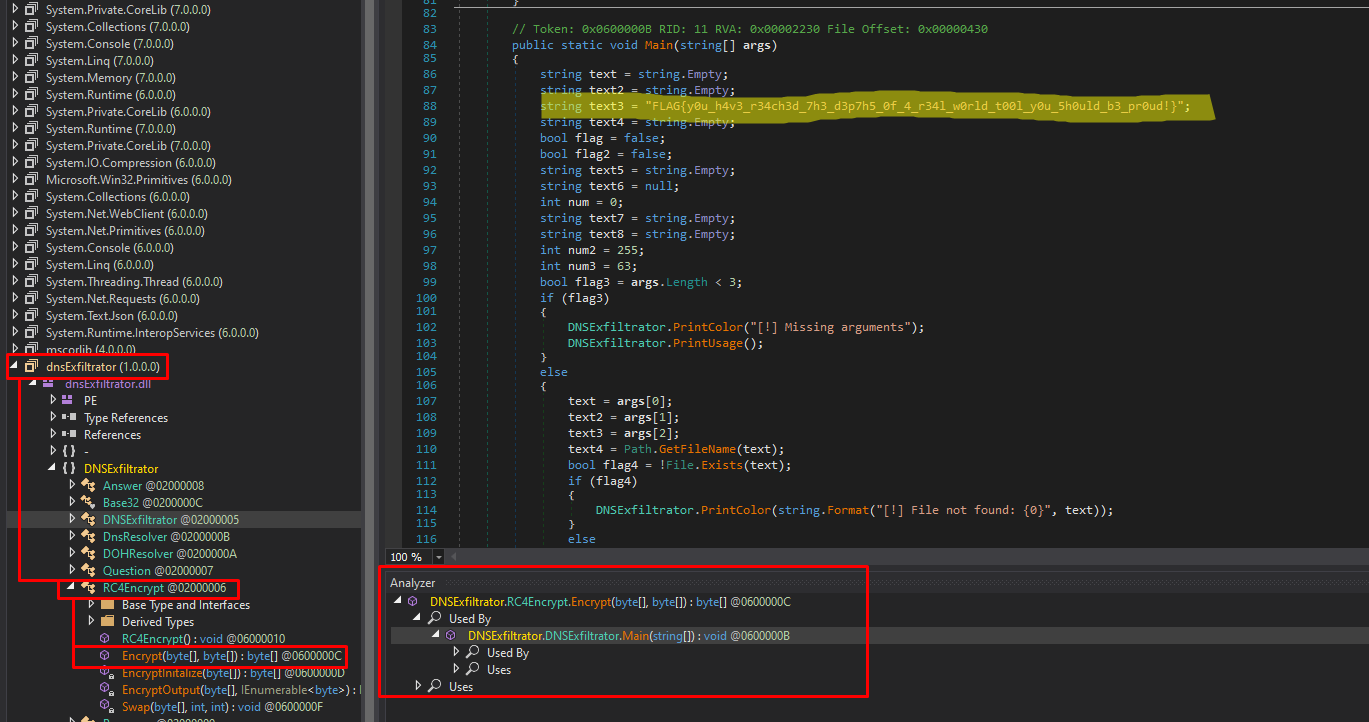 System.Private.CoreLib (7.0.0.0)
System.Collections (7.0.0.0)
System.Console (7.0.0.0)
System.Linq (7.0.0.0)
System.Memory (7.0.0.0)
System.Runtime (6.0.0.0)
System.Private.CoreLib (6.0.0.0)
System.Runtime (7.0.0.0)
System.Private.CoreLib (7.0.0.0)
System.IO.Compression (6.0.0.0)
Microsoft.Win32.Primitives (6.0.0.0)
System.Collections (6.0.0.0)
System.Net.WebClient (6.0.0.0)
System.Net.Primitives (6.0.0.0)
System.Console (6.0.0.0)
System.Linq (6.0.0.0)
System.Threading.Thread (6.0.0.0)
System.Net.Requests (6.0.0.0)
System.Text.Json (6.0.0.0)
System.Runtime.InteropServices (6.0.0.0)
mscorlib (4.0.0.0)
dnsExfiltrator (1.0.0.0)
dnsExfiltrator.dll
PE
Type References
References
{ } -
{ } DNSExfiltrator
Answer @02000008
Base32 @0200000C
DNSExfiltrator @02000005
DnsResolver @0200000B
DOHResolver @0200000A
Question @02000007
RC4Encrypt @02000006
Base Type and Interfaces
Derived Types
RC4Encrypt() : void @06000010
Encrypt(byte[], byte[]) : byte[] @0600000C
EncryptInitalize(byte[]) : byte[] @0600000D
EncryptOutput(byte[], IEnumerable<byte>) :
Swap(byte[], int, int) : void @0600000F
81 }
82
83 // Token: 0x0600000B RID: 11 RVA: 0x00002230 File Offset: 0x00000430
84 public static void Main(string[] args)
85 {
86 string text = string.Empty;
87 string text2 = string.Empty;
88 string text3 = "FLAG{y0u_h4v3_r34ch3d_7h3_d3p7h5_0f_4_r34l_w0rld_t00l_y0u_5h0uld_b3_pr0ud!}";
89 string text4 = string.Empty;
90 bool flag = false;
91 bool flag2 = false;
92 string text5 = string.Empty;
93 string text6 = null;
94 int num = 0;
95 string text7 = string.Empty;
96 string text8 = string.Empty;
97 int num2 = 255;
98 int num3 = 63;
99 bool flag3 = args.Length < 3;
100 if (flag3)
101 {
102 DNSExfiltrator.PrintColor("[!] Missing arguments");
103 DNSExfiltrator.PrintUsage();
104 }
105 else
106 {
107 text = args[0];
108 text2 = args[1];
109 text3 = args[2];
110 text4 = Path.GetFileName(text);
111 bool flag4 = !File.Exists(text);
112 if (flag4)
113 {
114 DNSExfiltrator.PrintColor(string.Format("[!] File not found: {0}", text));
115 }
116 else
100 %
Analyzer
DNSExfiltrator.RC4Encrypt.Encrypt(byte[], byte[]) : byte[] @0600000C
Used By
DNSExfiltrator.DNSExfiltrator.Main(string[]) : void @0600000B
Used By
Uses
Uses